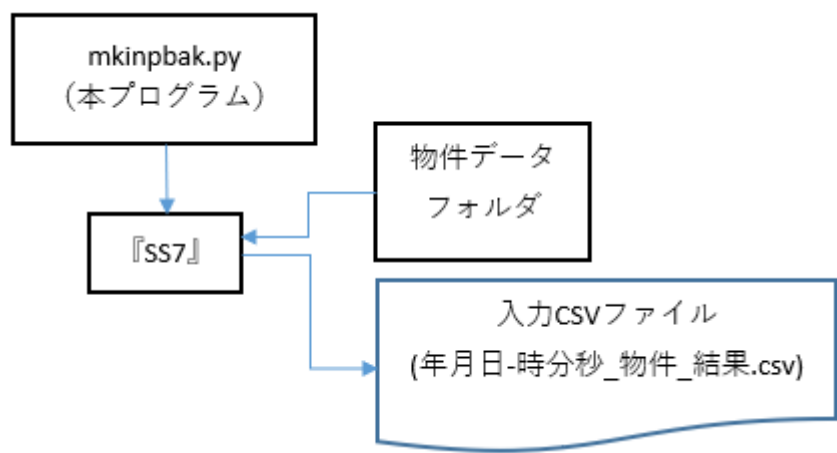 mkinpbak.py
（本プログラム）
物件データ
フォルダ
『SS7』
入力CSVファイル
(年月日-時分秒_物件_結果.csv)